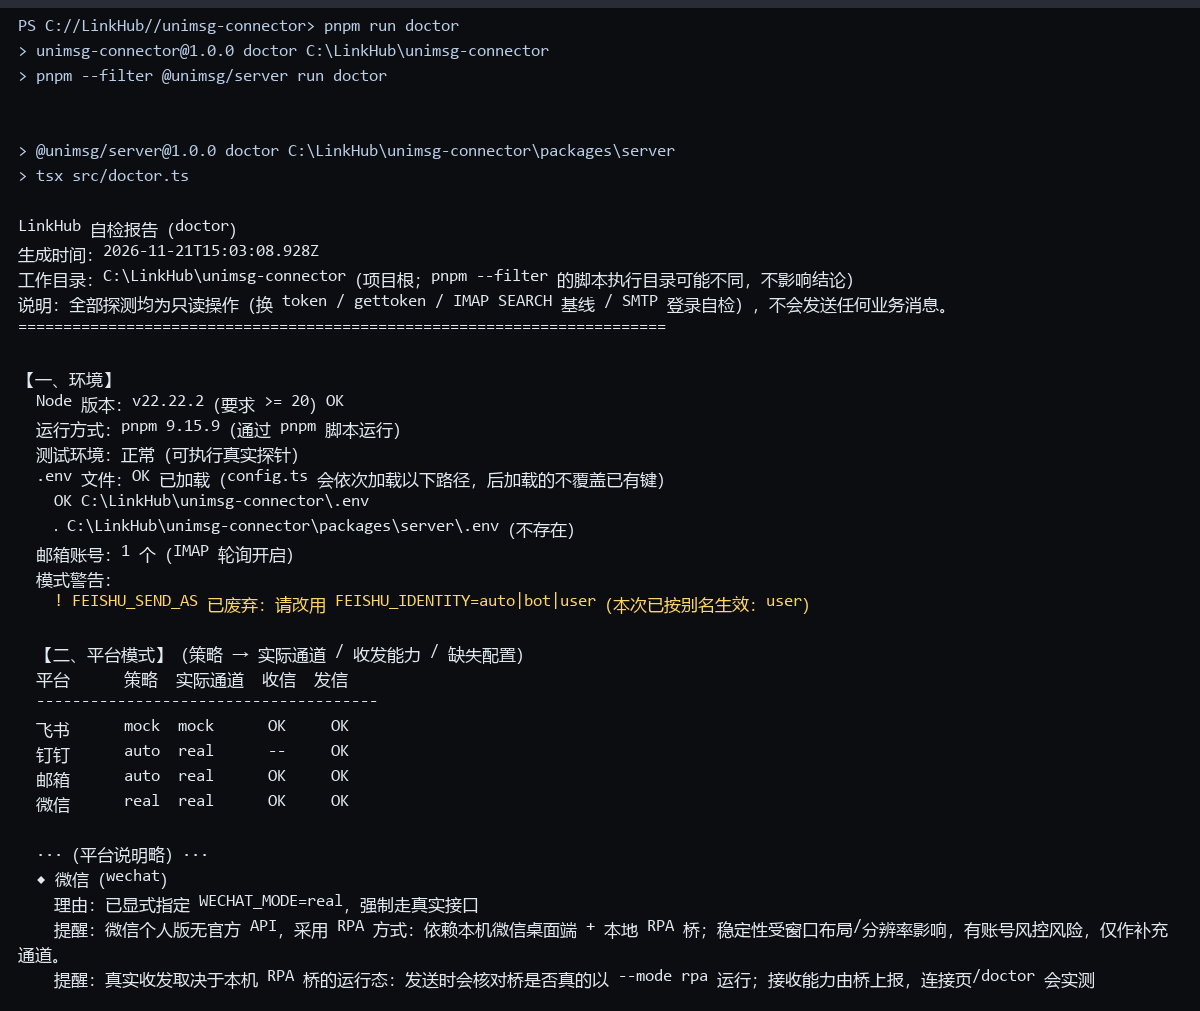 PS C://LinkHub//unimsg-connector> pnpm run doctor
> unimsg-connector@1.0.0 doctor C:\LinkHub\unimsg-connector
> pnpm --filter @unimsg/server run doctor
> @unimsg/server@1.0.0 doctor C:\LinkHub\unimsg-connector\packages\server
> tsx src/doctor.ts
LinkHub 自检报告（doctor）
生成时间：2026-11-21T15:03:08.928Z
工作目录：C:\LinkHub\unimsg-connector（项目根；pnpm --filter 的脚本执行目录可能不同，不影响结论）
说明：全部探测均为只读操作（换 token / gettoken / IMAP SEARCH 基线 / SMTP 登录自检），不会发送任何业务消息。
========================================================================
【一、环境】
Node 版本：v22.22.2（要求 >= 20）OK
运行方式：pnpm 9.15.9（通过 pnpm 脚本运行）
测试环境：正常（可执行真实探针）
.env 文件：OK 已加载（config.ts 会依次加载以下路径，后加载的不覆盖已有键）
OK C:\LinkHub\unimsg-connector\.env
. C:\LinkHub\unimsg-connector\packages\server\.env（不存在）
邮箱账号：1 个（IMAP 轮询开启）
模式警告：
! FEISHU_SEND_AS 已废弃：请改用 FEISHU_IDENTITY=auto|bot|user（本次已按别名生效：user）
【二、平台模式】（策略 → 实际通道 / 收发能力 / 缺失配置）
平台 策略 实际通道 收信 发信
--------------------------------------
飞书 mock mock OK OK
钉钉 auto real -- OK
邮箱 auto real OK OK
微信 real real OK OK
···（平台说明略）···
◆ 微信（wechat）
理由：已显式指定 WECHAT_MODE=real，强制走真实接口
提醒：微信个人版无官方 API，采用 RPA 方式：依赖本机微信桌面端 + 本地 RPA 桥；稳定性受窗口布局/分辨率影响，有账号风控风险，仅作补充
通道。
提醒：真实收发取决于本机 RPA 桥的运行态：发送时会核对桥是否真的以 --mode rpa 运行；接收能力由桥上报，连接页/doctor 会实测